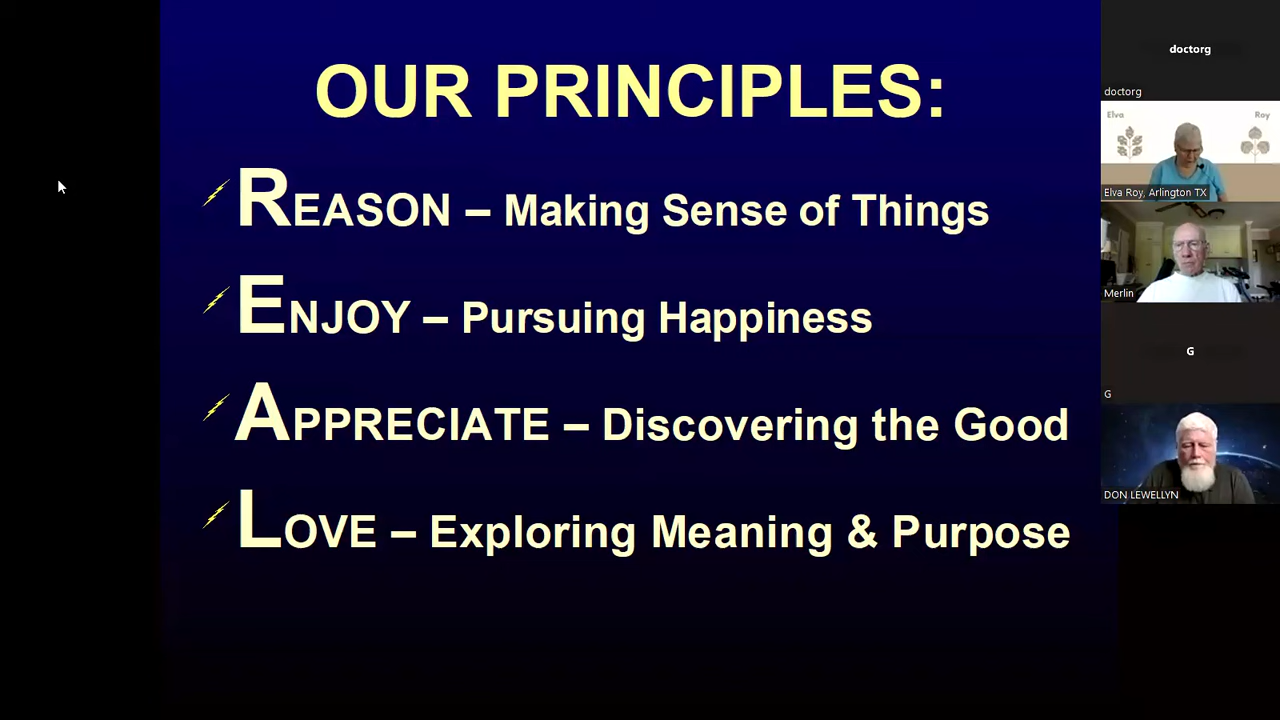 OUR PRINCIPLES:
REASON – Making Sense of Things
ENJOY – Pursuing Happiness
APPRECIATE – Discovering the Good
LOVE – Exploring Meaning & Purpose
doctorg
doctorg
Elva Roy
Elva Roy, Arlington TX
Merlin
G
G
DON LEWELLYN